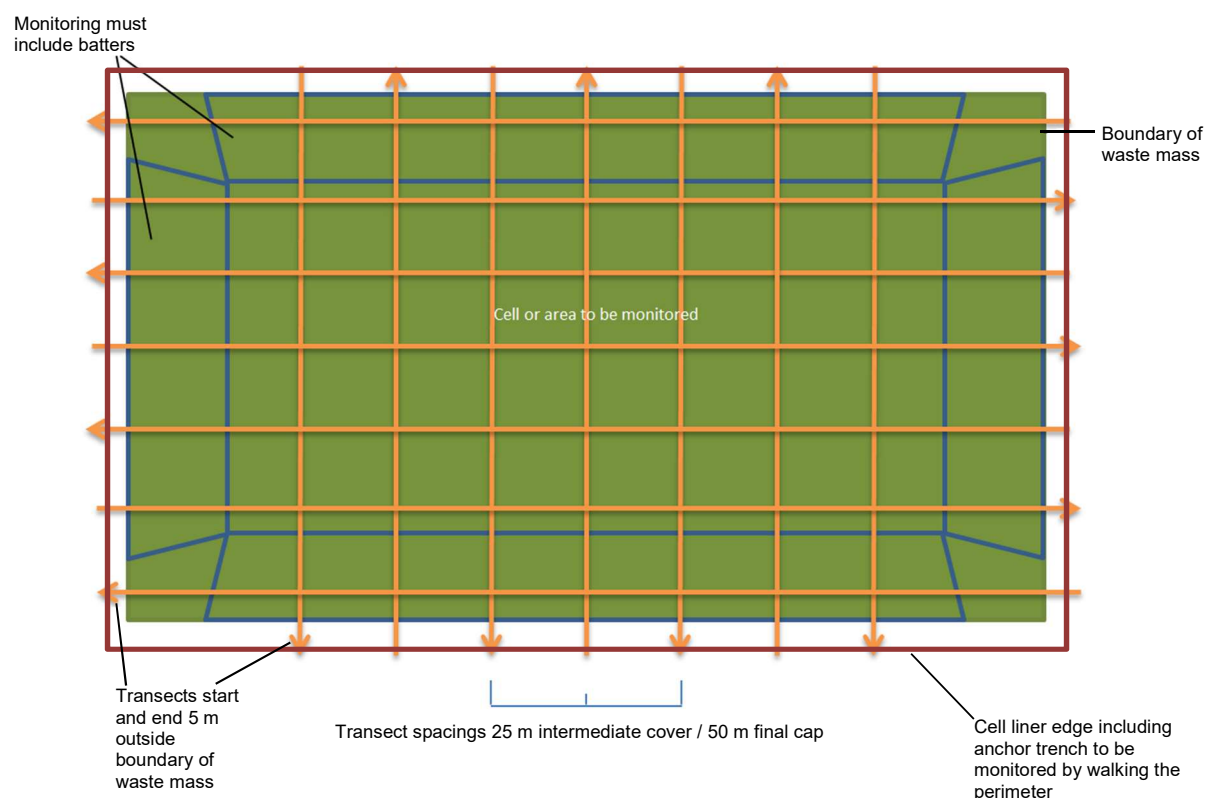 Monitoring must
include batters
Boundary of
waste mass
Cell or area to be monitored
Transects start
and end 5 m
outside
boundary of
waste mass
Transect spacings 25 m intermediate cover / 50 m final cap
Cell liner edge including
anchor trench to be
monitored by walking the
perimeter